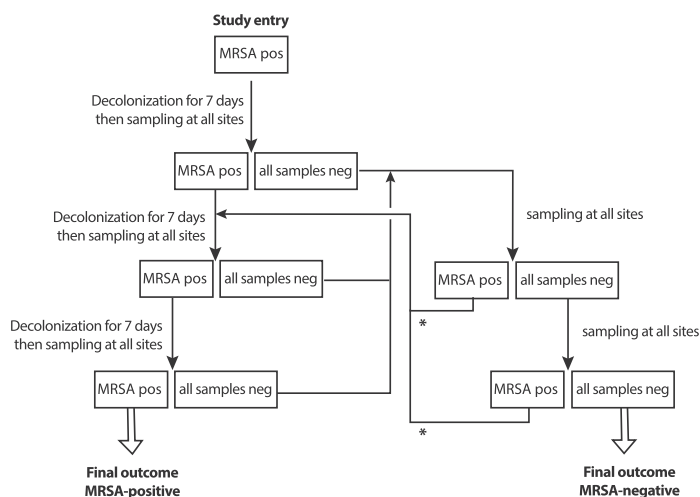 Study entry
MRSA pos
Decolonization for 7 days
then sampling at all sites
MRSA pos
all samples neg
Decolonization for 7 days
then sampling at all sites
sampling at all sites
MRSA pos
all samples neg
MRSA pos
all samples neg
*
Decolonization for 7 days
then sampling at all sites
sampling at all sites
MRSA pos
all samples neg
MRSA pos
all samples neg
*
Final outcome
MRSA-positive
Final outcome
MRSA-negative